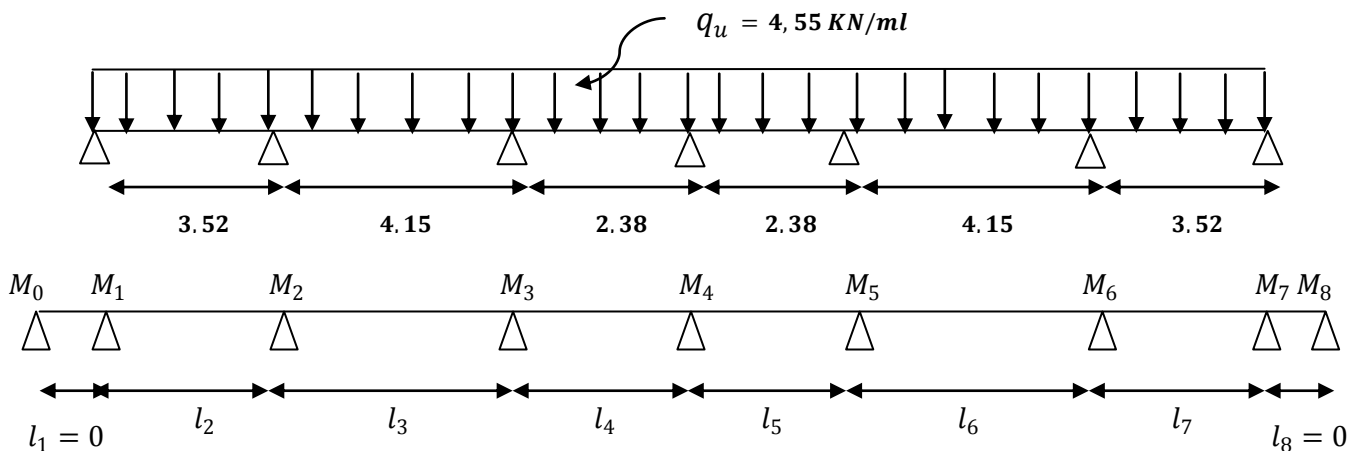 q_u = 4,55 KN/ml
3,52 4,15 2,38 2,38 4,15 3,52
M_0 M_1 M_2 M_3 M_4 M_5 M_6 M_7 M_8
l_1 = 0 l_2 l_3 l_4 l_5 l_6 l_7 l_8 = 0